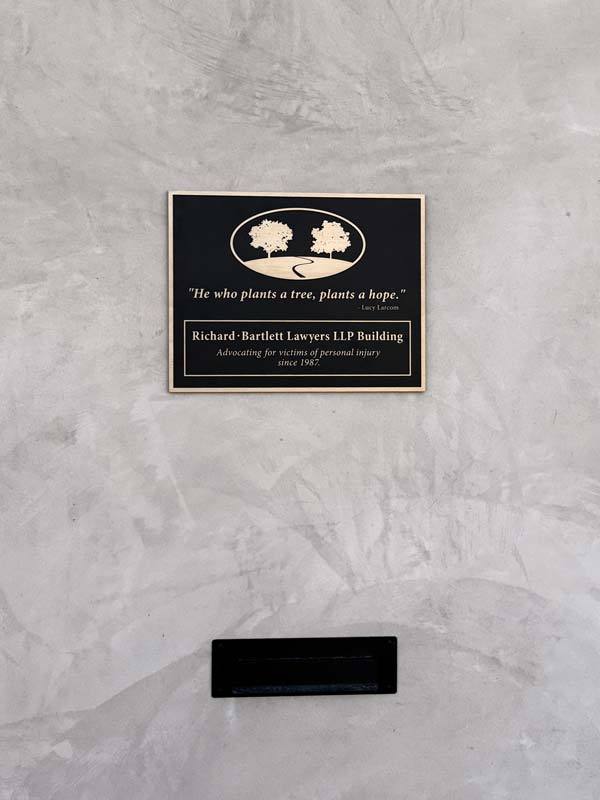 "He who plants a tree, plants a hope."
- Lucy Larcom
Richard · Bartlett Lawyers LLP Building
Advocating for victims of personal injury
since 1987.